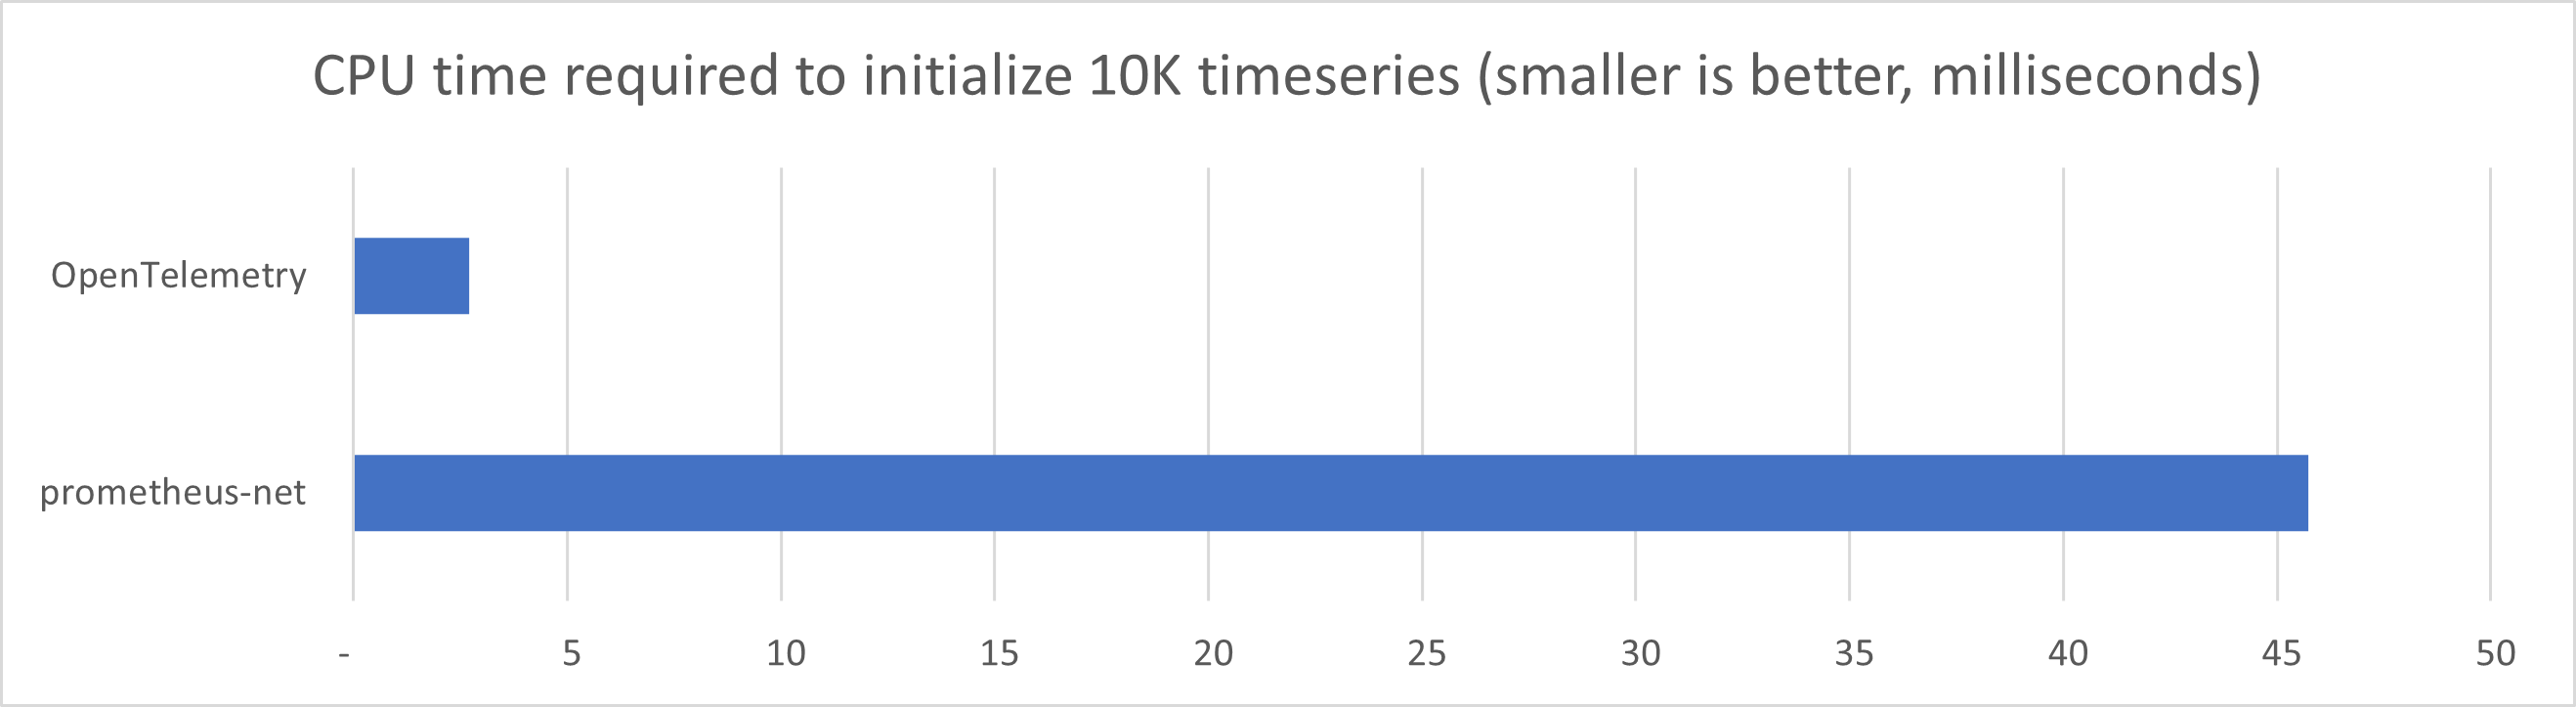 CPU time required to initialize 10K timeseries (smaller is better, milliseconds)
OpenTelemetry
prometheus-net
- 5 10 15 20 25 30 35 40 45 50